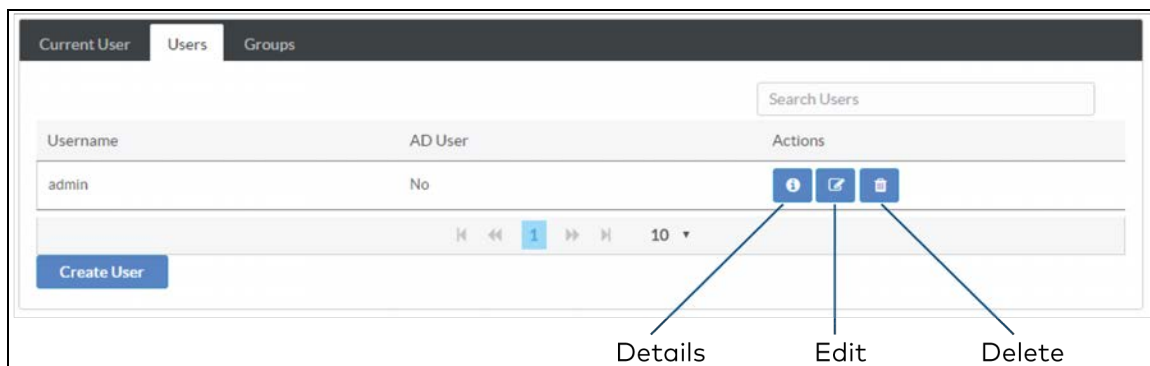 Current User Users Groups
Search Users
Username AD User Actions
admin No
1 10
Create User
Details Edit Delete